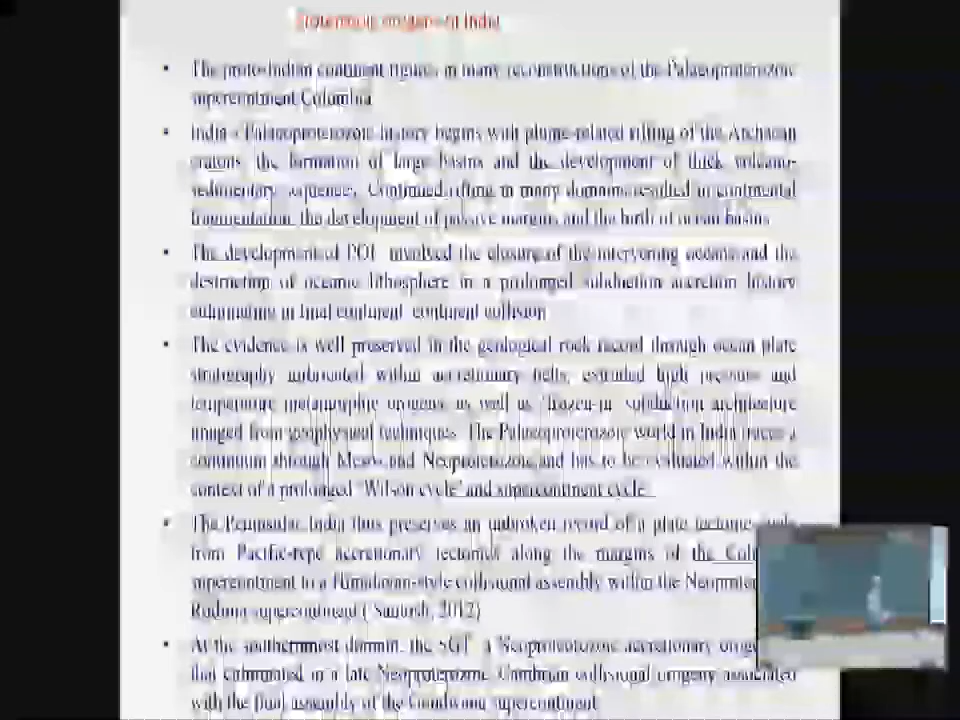 Proterozoic orogens of India
• The proto-Indian continent figures in many reconstructions of the Palaeoproterozoic
supercontinent Columbia
• India's Palaeoproterozoic history begins with plume-related rifting of the Archaean
cratons, the formation of large basins and the development of thick volcano-
sedimentary sequences. Continued rifting in many domains resulted in continental
fragmentation, the development of passive margins and the birth of ocean basins
• The development of involved the closure of the intervening oceans and the
destruction of oceanic lithosphere in a prolonged subduction accretion history
culminating in final continent continent collision
• The evidence is well preserved in the geological rock record through ocean plate
stratigraphy imbricated within accretionary belts, extruded high pressure and
temperature metamorphic orogens as well as 'frozen-in' subduction architecture
imaged from geophysical techniques. The Palaeoproterozoic world in India traces a
continuum through Meso- and Neoproterozoic and has to be evaluated within the
context of a prolonged 'Wilson cycle' and supercontinent cycle.
• The Peninsular India thus preserves an unbroken record of a plate tectonic
from Pacific-type accretionary tectonics along the margins of the
supercontinent to a Himalayan-style collisional assembly within the
supercontinent ( Santosh, 2012)
• At the southernmost domain, the SGT a Neoproterozoic accretionary
that culminated in a late Neoproterozoic Cambrian collisional orogeny associated
with the final assembly of the Gondwana supercontinent